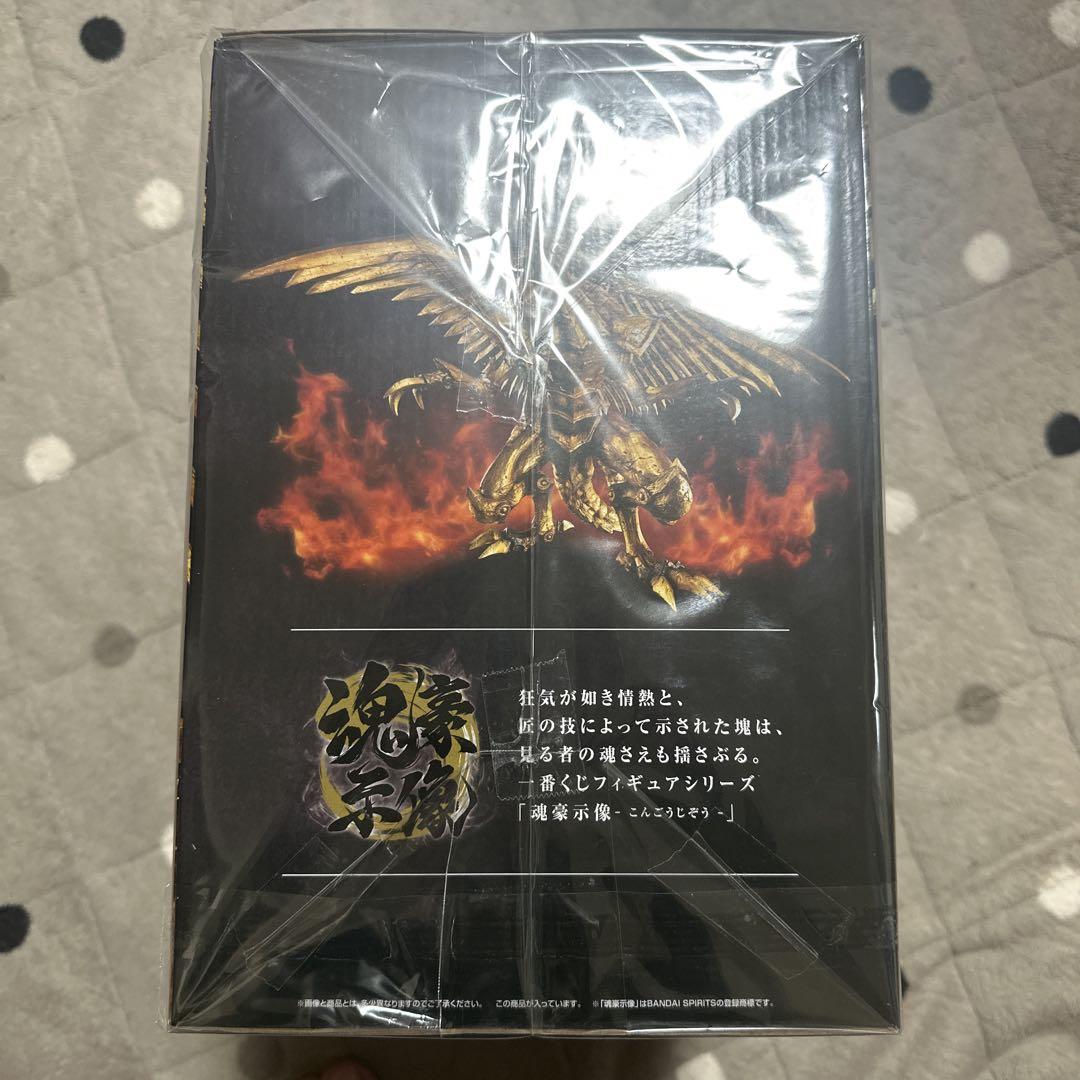 魂豪
示像
狂気が如き情熱と、
匠の技によって示された塊は、
見る者の魂さえも揺さぶる。
一番くじフィギュアシリーズ
「魂豪示像- こんごうじぞう -」
※画像と商品とは、多少異なりますのでご了承ください。 この商品が入っています。 ※「魂豪示像」はBANDAI SPIRITSの登録商標です。